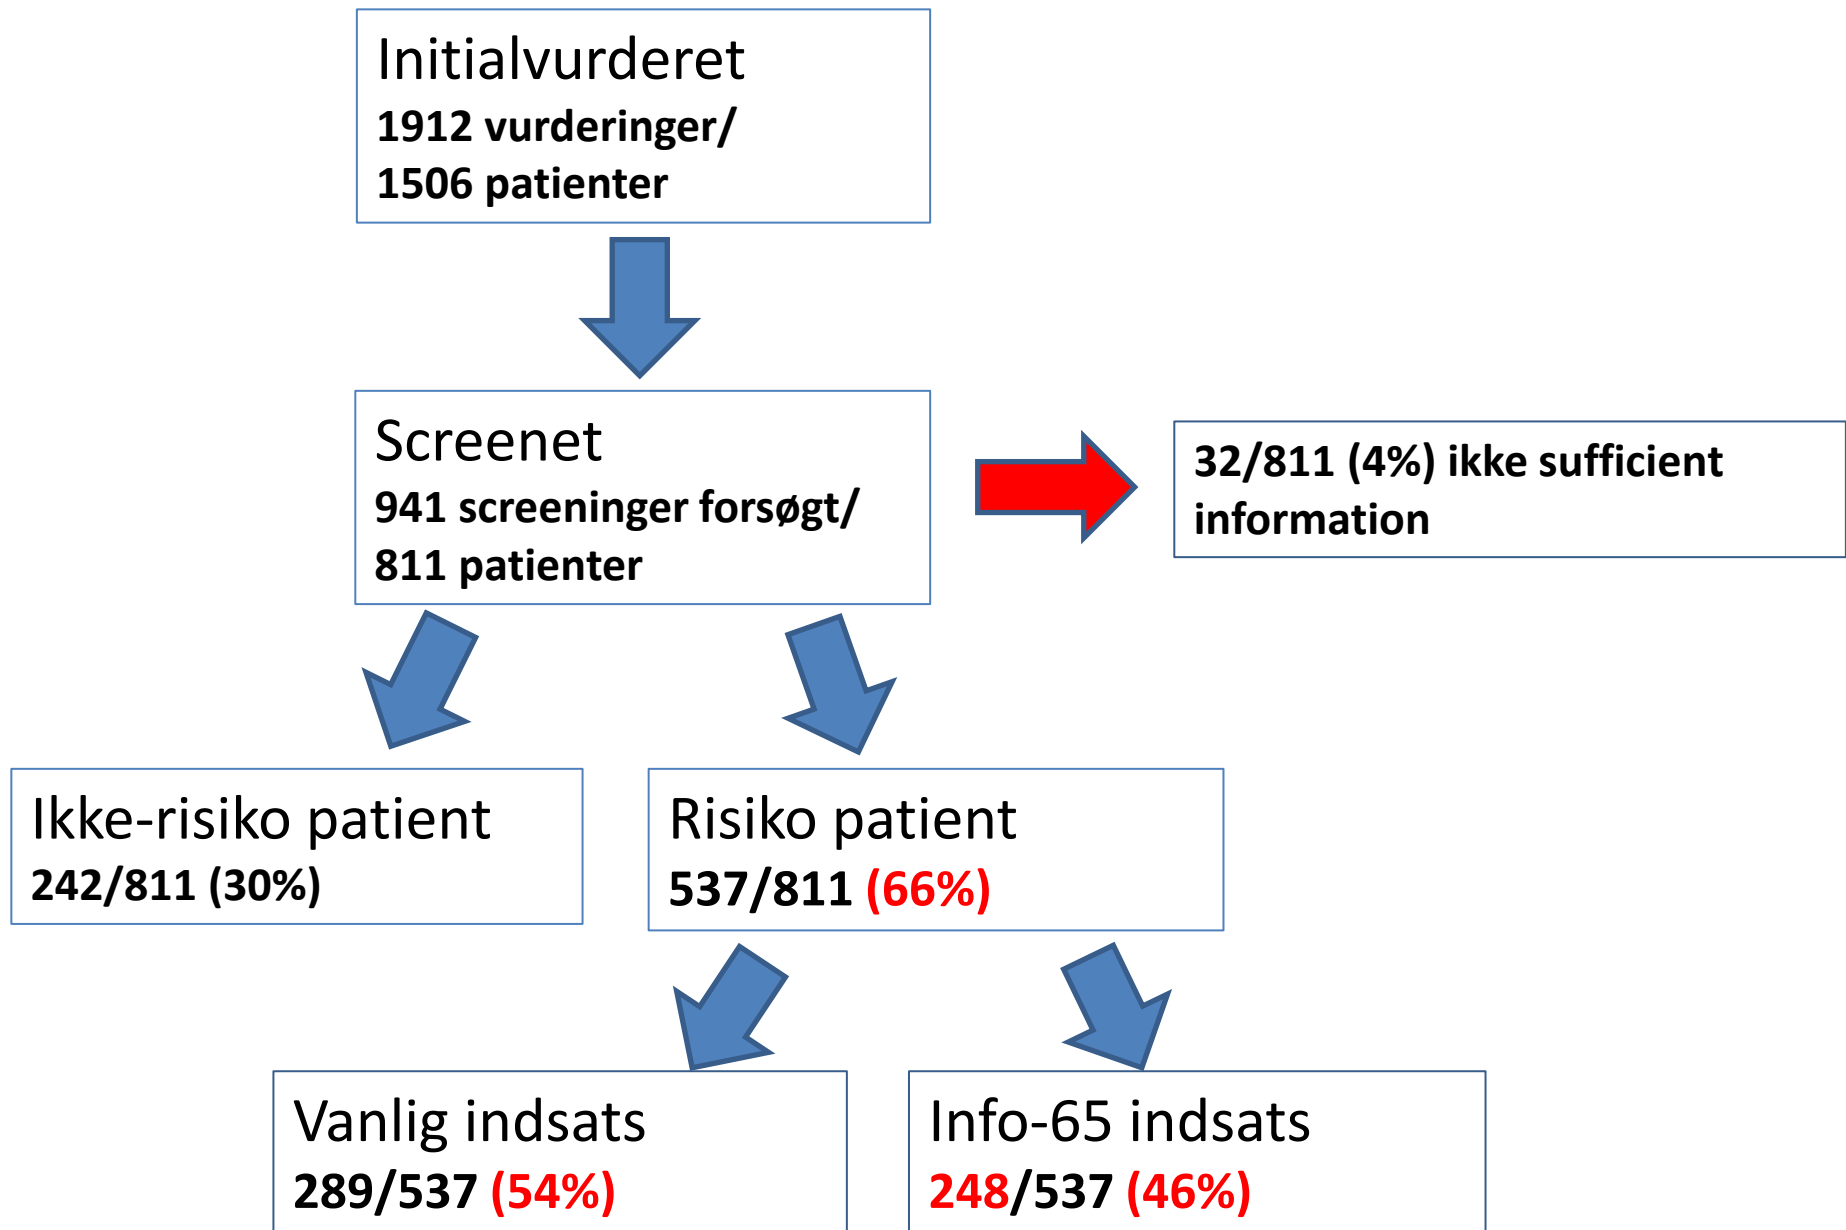 Initialvurderet
1912 vurderinger/
1506 patienter
Screenet
941 screeninger forsøgt/
811 patienter
32/811 (4%) ikke sufficient
information
Ikke-risiko patient
242/811 (30%)
Risiko patient
537/811 (66%)
Vanlig indsats
289/537 (54%)
Info-65 indsats
248/537 (46%)